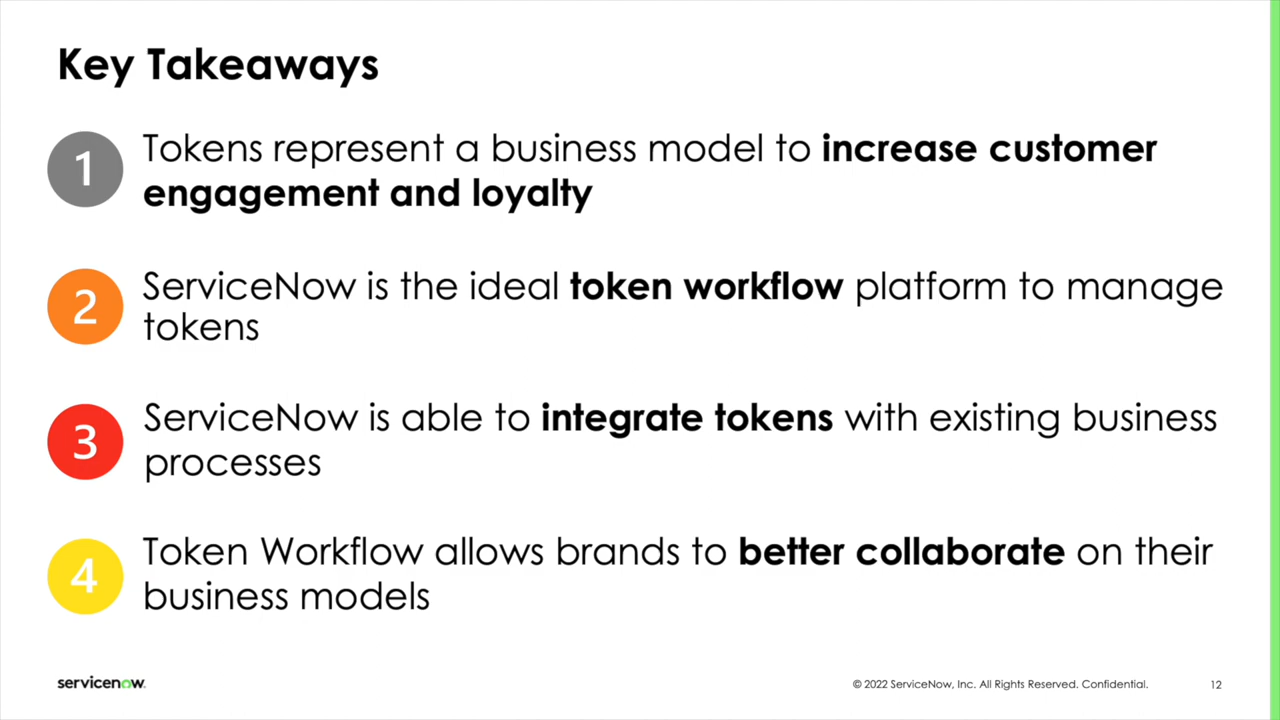 Key Takeaways
1
Tokens represent a business model to increase customer
engagement and loyalty
2
ServiceNow is the ideal token workflow platform to manage
tokens
3
ServiceNow is able to integrate tokens with existing business
processes
4
Token Workflow allows brands to better collaborate on their
business models
servicenow.
© 2022 ServiceNow, Inc. All Rights Reserved. Confidential.
12